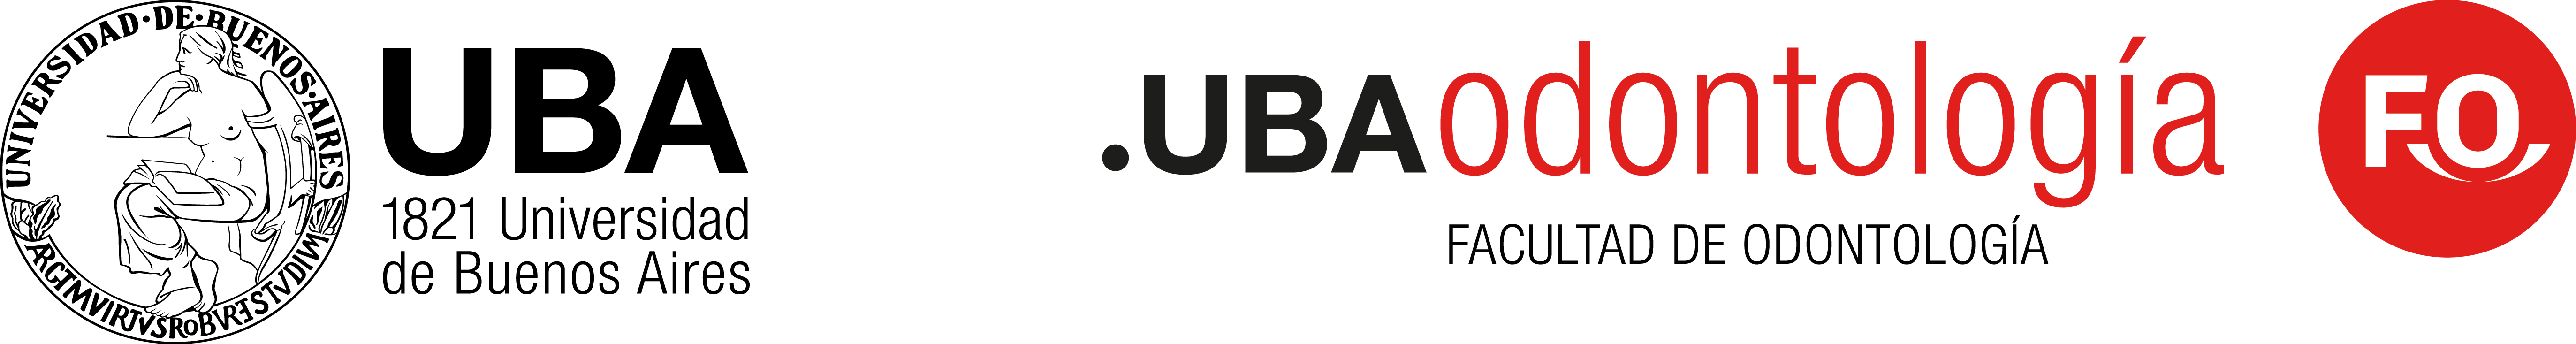 UNIVERSIDAD·DE·BUENOS·AIRES
ARGTMVIRTVSROBVRESTVDIVM
UBA
1821 Universidad
de Buenos Aires
.UBAodontología
FACULTAD DE ODONTOLOGÍA
FO